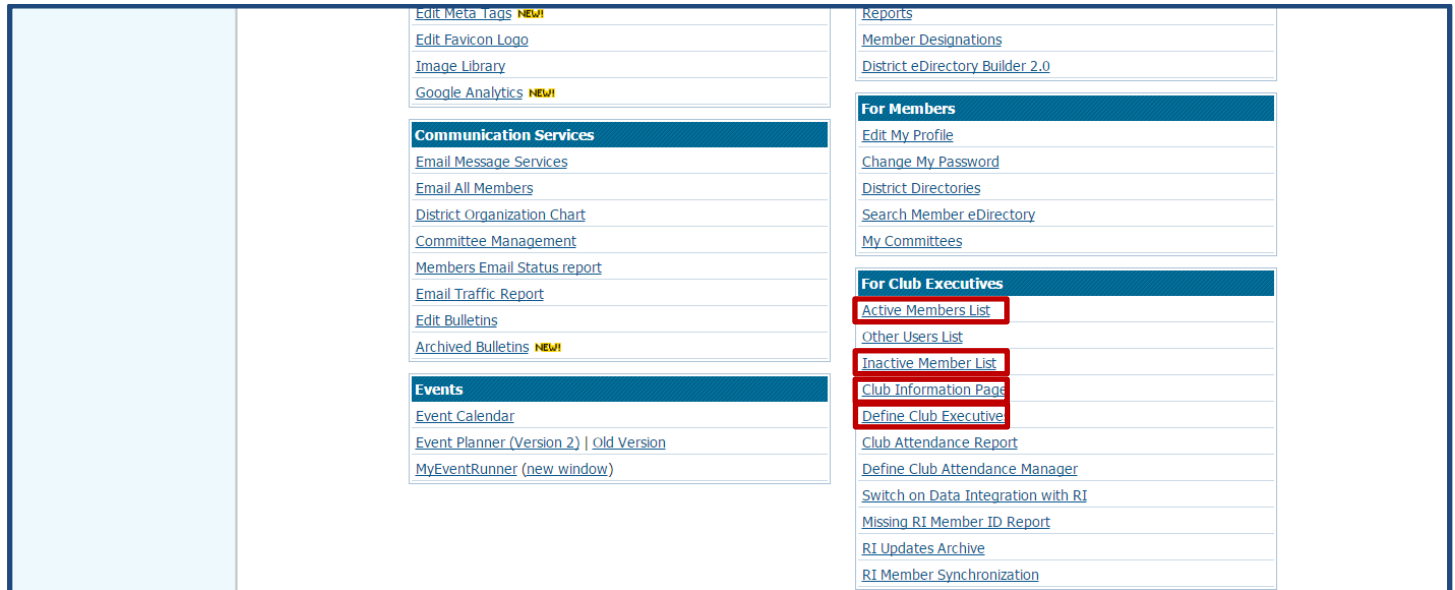 Edit Meta Tags NEW!
Edit Favicon Logo
Image Library
Google Analytics NEW!
Communication Services
Email Message Services
Email All Members
District Organization Chart
Committee Management
Members Email Status report
Email Traffic Report
Edit Bulletins
Archived Bulletins NEW!
Events
Event Calendar
Event Planner (Version 2) | Old Version
MyEventRunner (new window)
Reports
Member Designations
District eDirectory Builder 2.0
For Members
Edit My Profile
Change My Password
District Directories
Search Member eDirectory
My Committees
For Club Executives
Active Members List
Other Users List
Inactive Member List
Club Information Page
Define Club Executives
Club Attendance Report
Define Club Attendance Manager
Switch on Data Integration with RI
Missing RI Member ID Report
RI Updates Archive
RI Member Synchronization